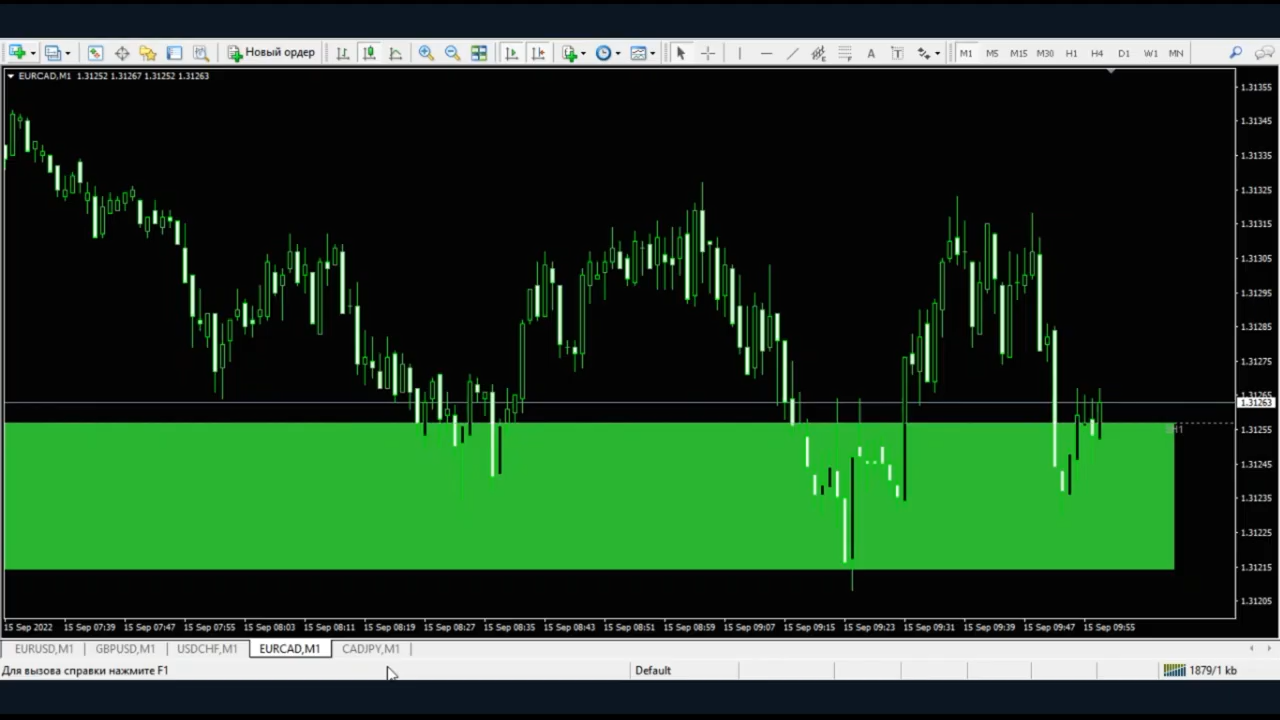 Новый ордер
M1 M5 M15 M30 H1 H4 D1 W1 MN
EURCAD,M1 1.31252 1.31267 1.31252 1.31263
1.31355
1.31345
1.31335
1.31325
1.31315
1.31305
1.31295
1.31285
1.31275
1.31265
1.31263
1.31255
H1
1.31245
1.31235
1.31225
1.31215
1.31205
15 Sep 2022 15 Sep 07:39 15 Sep 07:47 15 Sep 07:55 15 Sep 08:03 15 Sep 08:11 15 Sep 08:19 15 Sep 08:27 15 Sep 08:35 15 Sep 08:43 15 Sep 08:51 15 Sep 08:59 15 Sep 09:07 15 Sep 09:15 15 Sep 09:23 15 Sep 09:31 15 Sep 09:39 15 Sep 09:47 15 Sep 09:55
EURUSD,M1 GBPUSD,M1 USDCHF,M1 EURCAD,M1 CADJPY,M1
Для вызова справки нажмите F1 Default 1879/1 kb